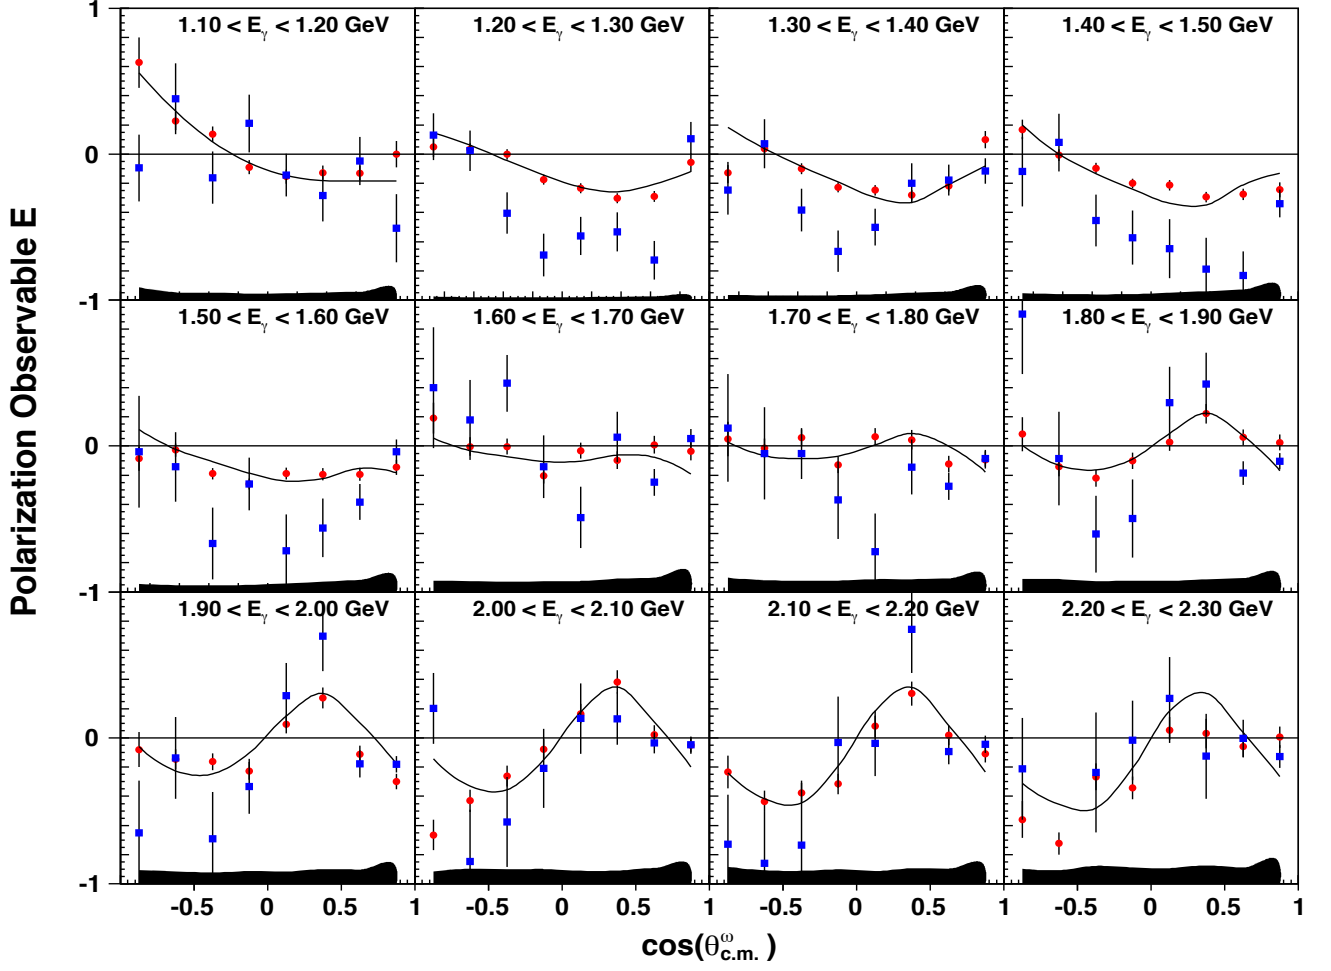 Polarization Observable E
1
1.10 < Eγ < 1.20 GeV
1.20 < Eγ < 1.30 GeV
1.30 < Eγ < 1.40 GeV
1.40 < Eγ < 1.50 GeV
0
-1
1.50 < Eγ < 1.60 GeV
1.60 < Eγ < 1.70 GeV
1.70 < Eγ < 1.80 GeV
1.80 < Eγ < 1.90 GeV
0
-1
1.90 < Eγ < 2.00 GeV
2.00 < Eγ < 2.10 GeV
2.10 < Eγ < 2.20 GeV
2.20 < Eγ < 2.30 GeV
0
-1
-0.5 0 0.5 1 -0.5 0 0.5 1 -0.5 0 0.5 1 -0.5 0 0.5 1
cos(θ^ω_c.m.)